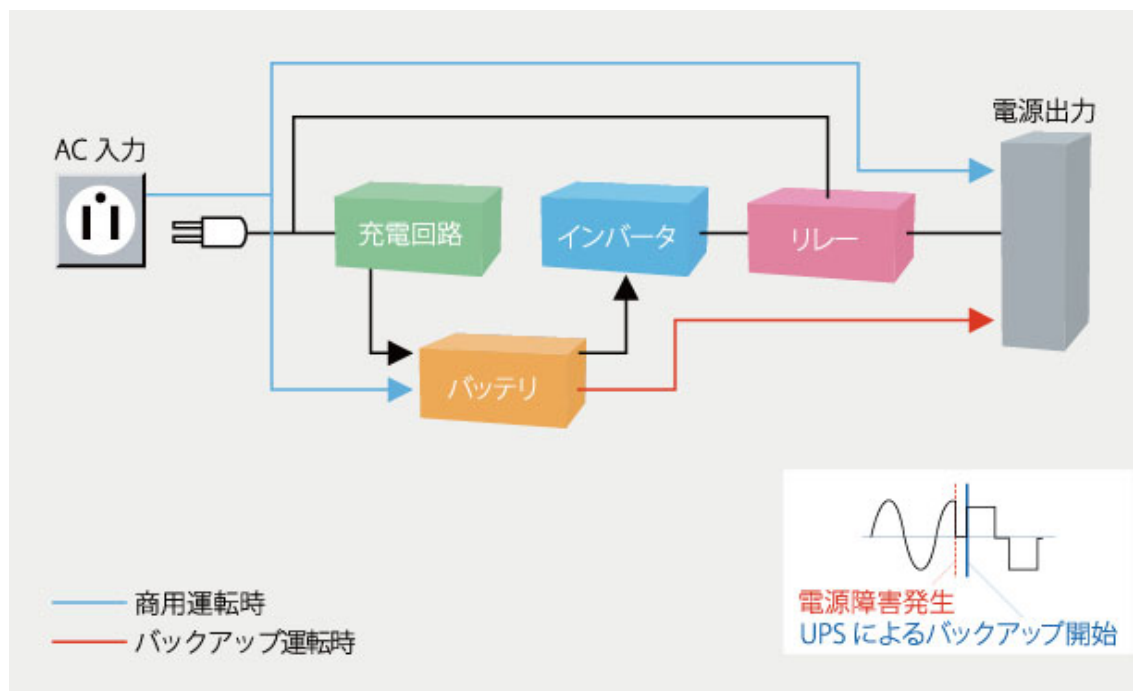 電源出力
AC 入力
充電回路
インバータ
リレー
バッテリ
商用運転時
バックアップ運転時
電源障害発生
UPS によるバックアップ開始